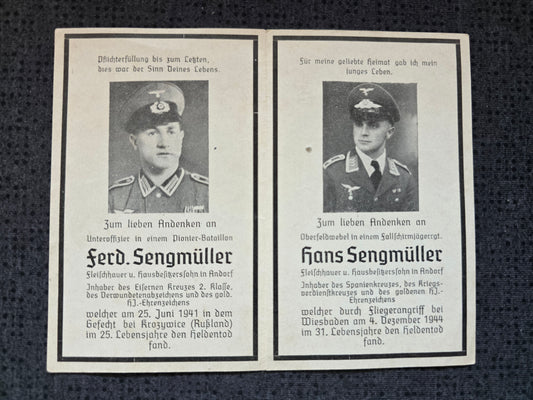 Pflichterfüllung bis zum Letzten,
dies war der Sinn Deines Lebens.
Zum lieben Andenken an
Unteroffizier in einem Pionier-Bataillon
Ferd. Sengmüller
Fleischhauer u. Hausbesitzerssohn in Andorf
Inhaber des Eisernen Kreuzes 2. Klasse,
des Verwundetenabzeichens und des gold.
HJ.-Ehrenzeichens
welcher am 25. Juni 1941 in dem
Gefecht bei Krozywice (Rußland) im
im 25. Lebensjahre den Heldentod
fand.
Für meine geliebte Heimat gab ich mein
junges Leben.
Zum lieben Andenken an
Oberfeldwebel in einem Fallschirmjägerrgt.
Hans Sengmüller
Fleischhauer u. Hausbesitzerssohn in Andorf
Inhaber des Spanienkreuzes, des Kriegs-
verdienstkreuzes und des goldenen HJ.-
Ehrenzeichens
welcher durch Fliegerangriff bei
Wiesbaden am 4. Dezember 1944
im 31. Lebensjahre den Heldentod
fand.